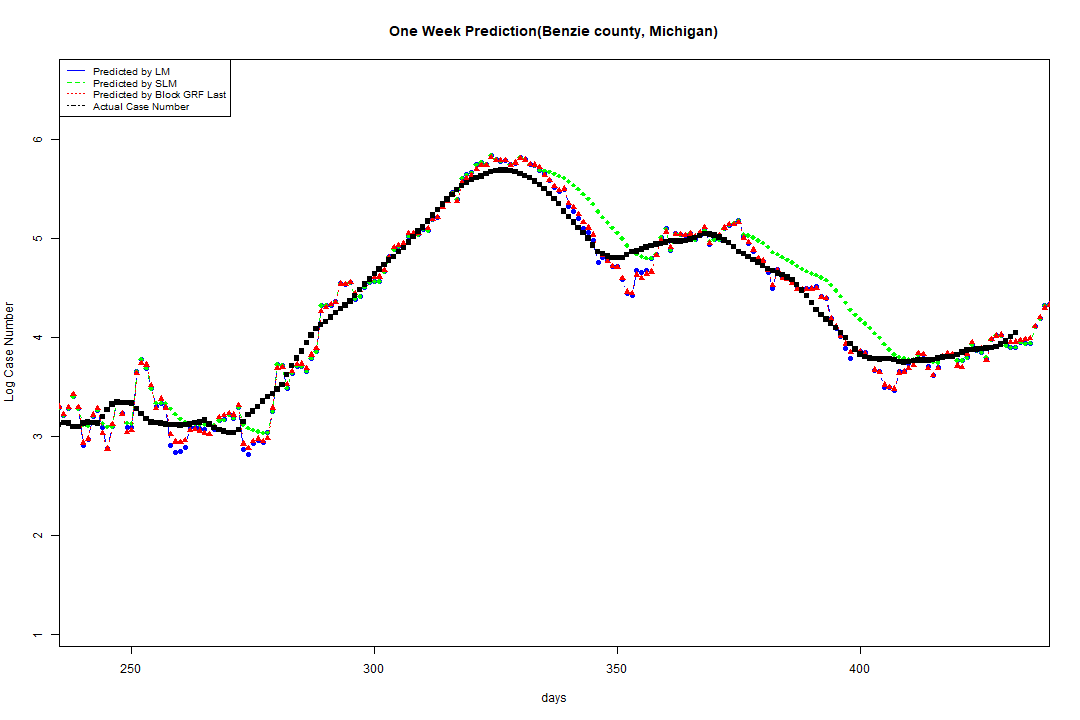 One Week Prediction(Benzie county, Michigan)
Predicted by LM
Predicted by SLM
Predicted by Block GRF Last
Actual Case Number
6
5
4
3
2
1
Log Case Number
250 300 350 400
days